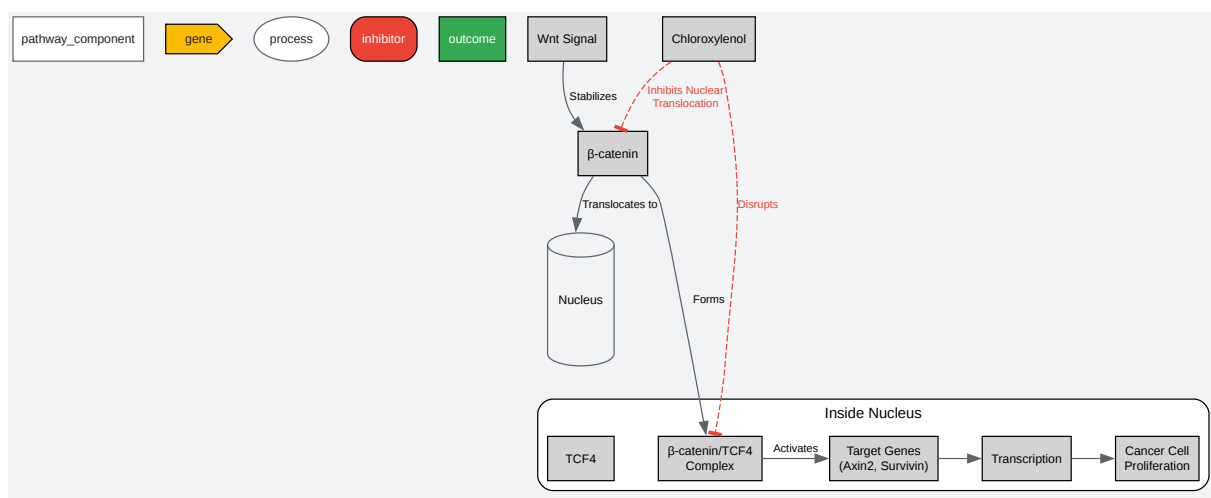 pathway_component
gene
process
inhibitor
outcome
Wnt Signal
Chloroxylenol
Stabilizes
Inhibits Nuclear
Translocation
β-catenin
Translocates to
Disrupts
Nucleus
Forms
Inside Nucleus
TCF4
β-catenin/TCF4
Complex
Activates
Target Genes
(Axin2, Survivin)
Transcription
Cancer Cell
Proliferation